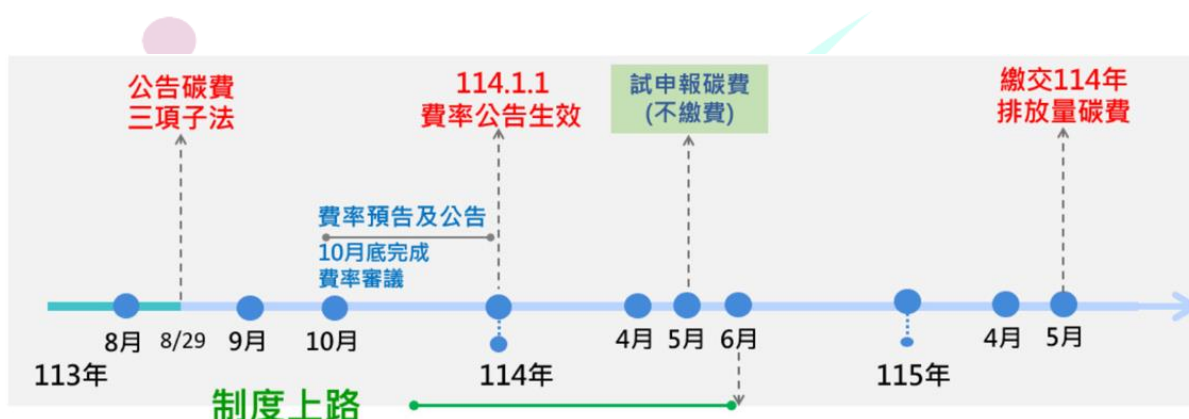 公告碳費
三項子法
114.1.1
費率公告生效
試申報碳費
(不繳費)
繳交114年
排放量碳費
費率預告及公告
10月底完成
費率審議
8月
8/29
9月
10月
4月
5月
6月
4月
5月
113年
114年
115年
制度上路